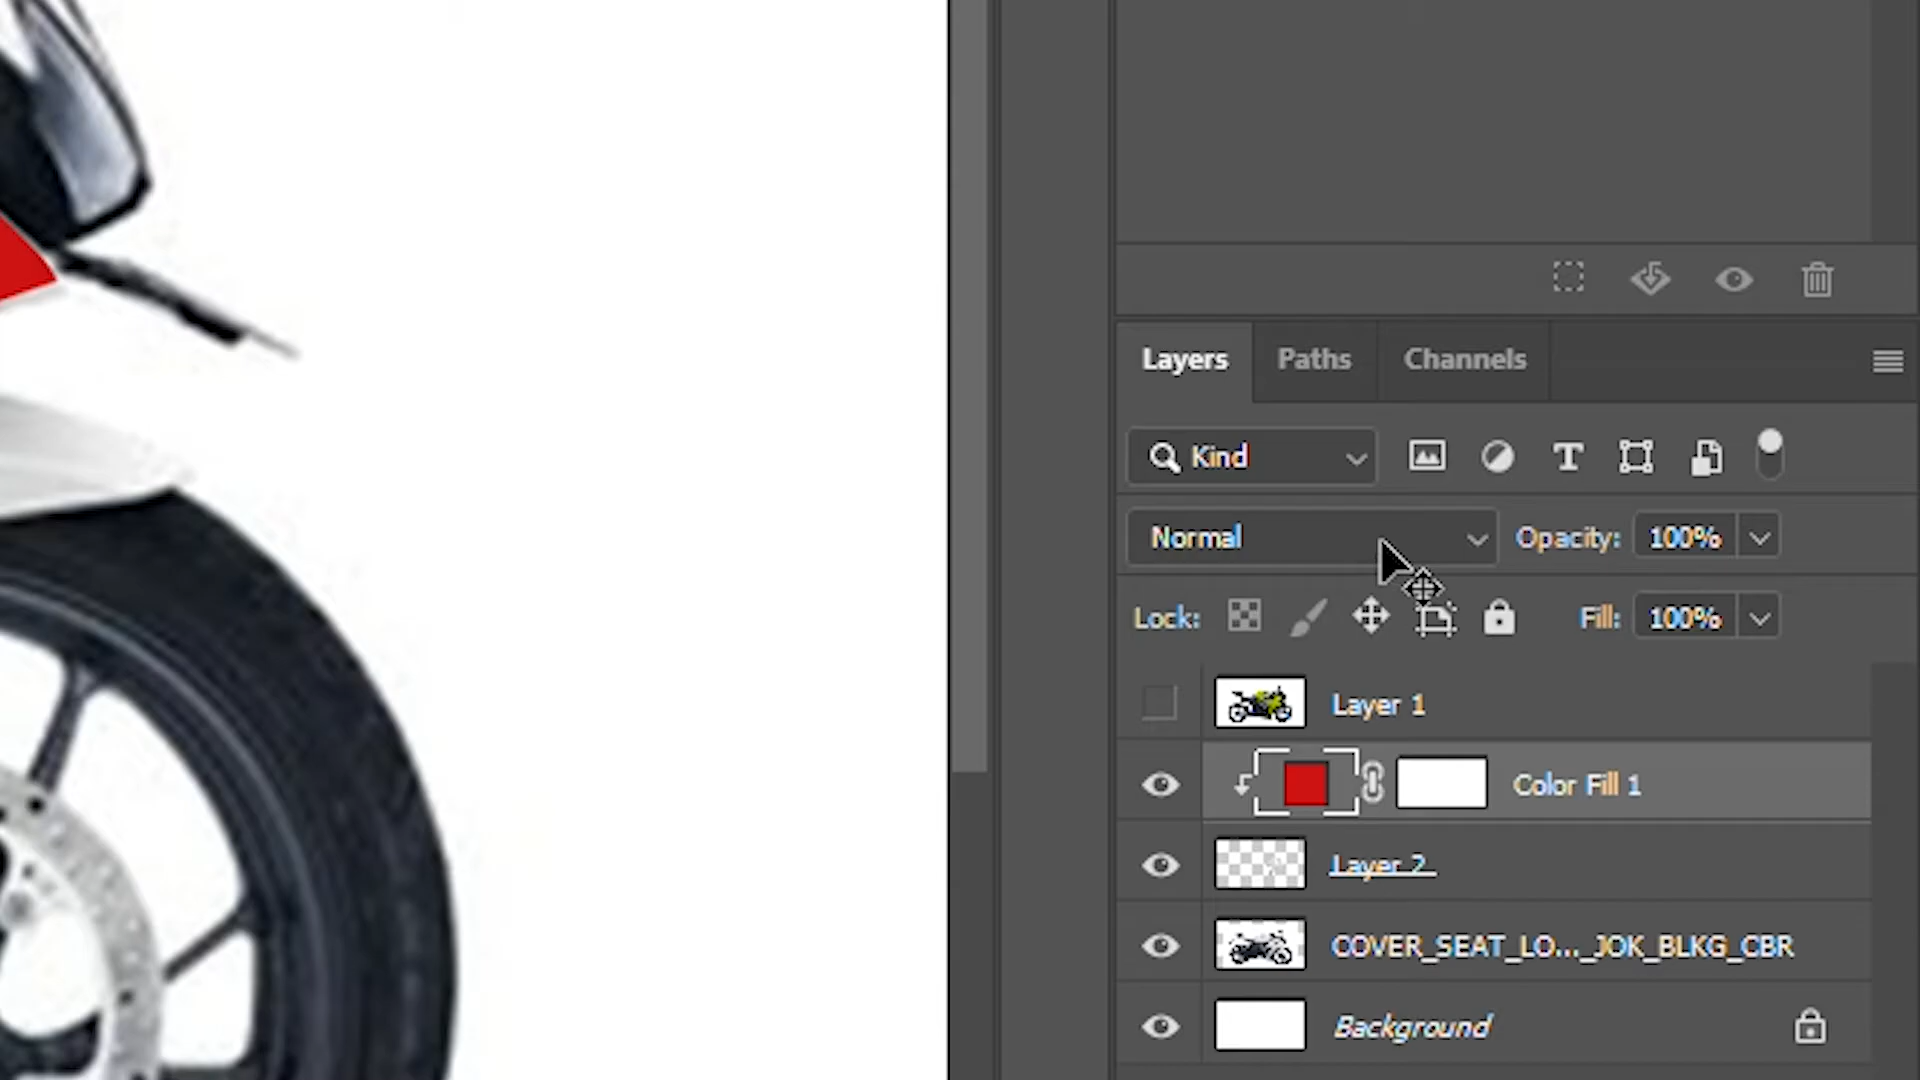 Layers Paths Channels
Kind
Normal Opacity: 100%
Lock: Fill: 100%
Layer 1
Color Fill 1
Layer 2
COVER_SEAT_LO..._JOK_BLKG_CBR
Background